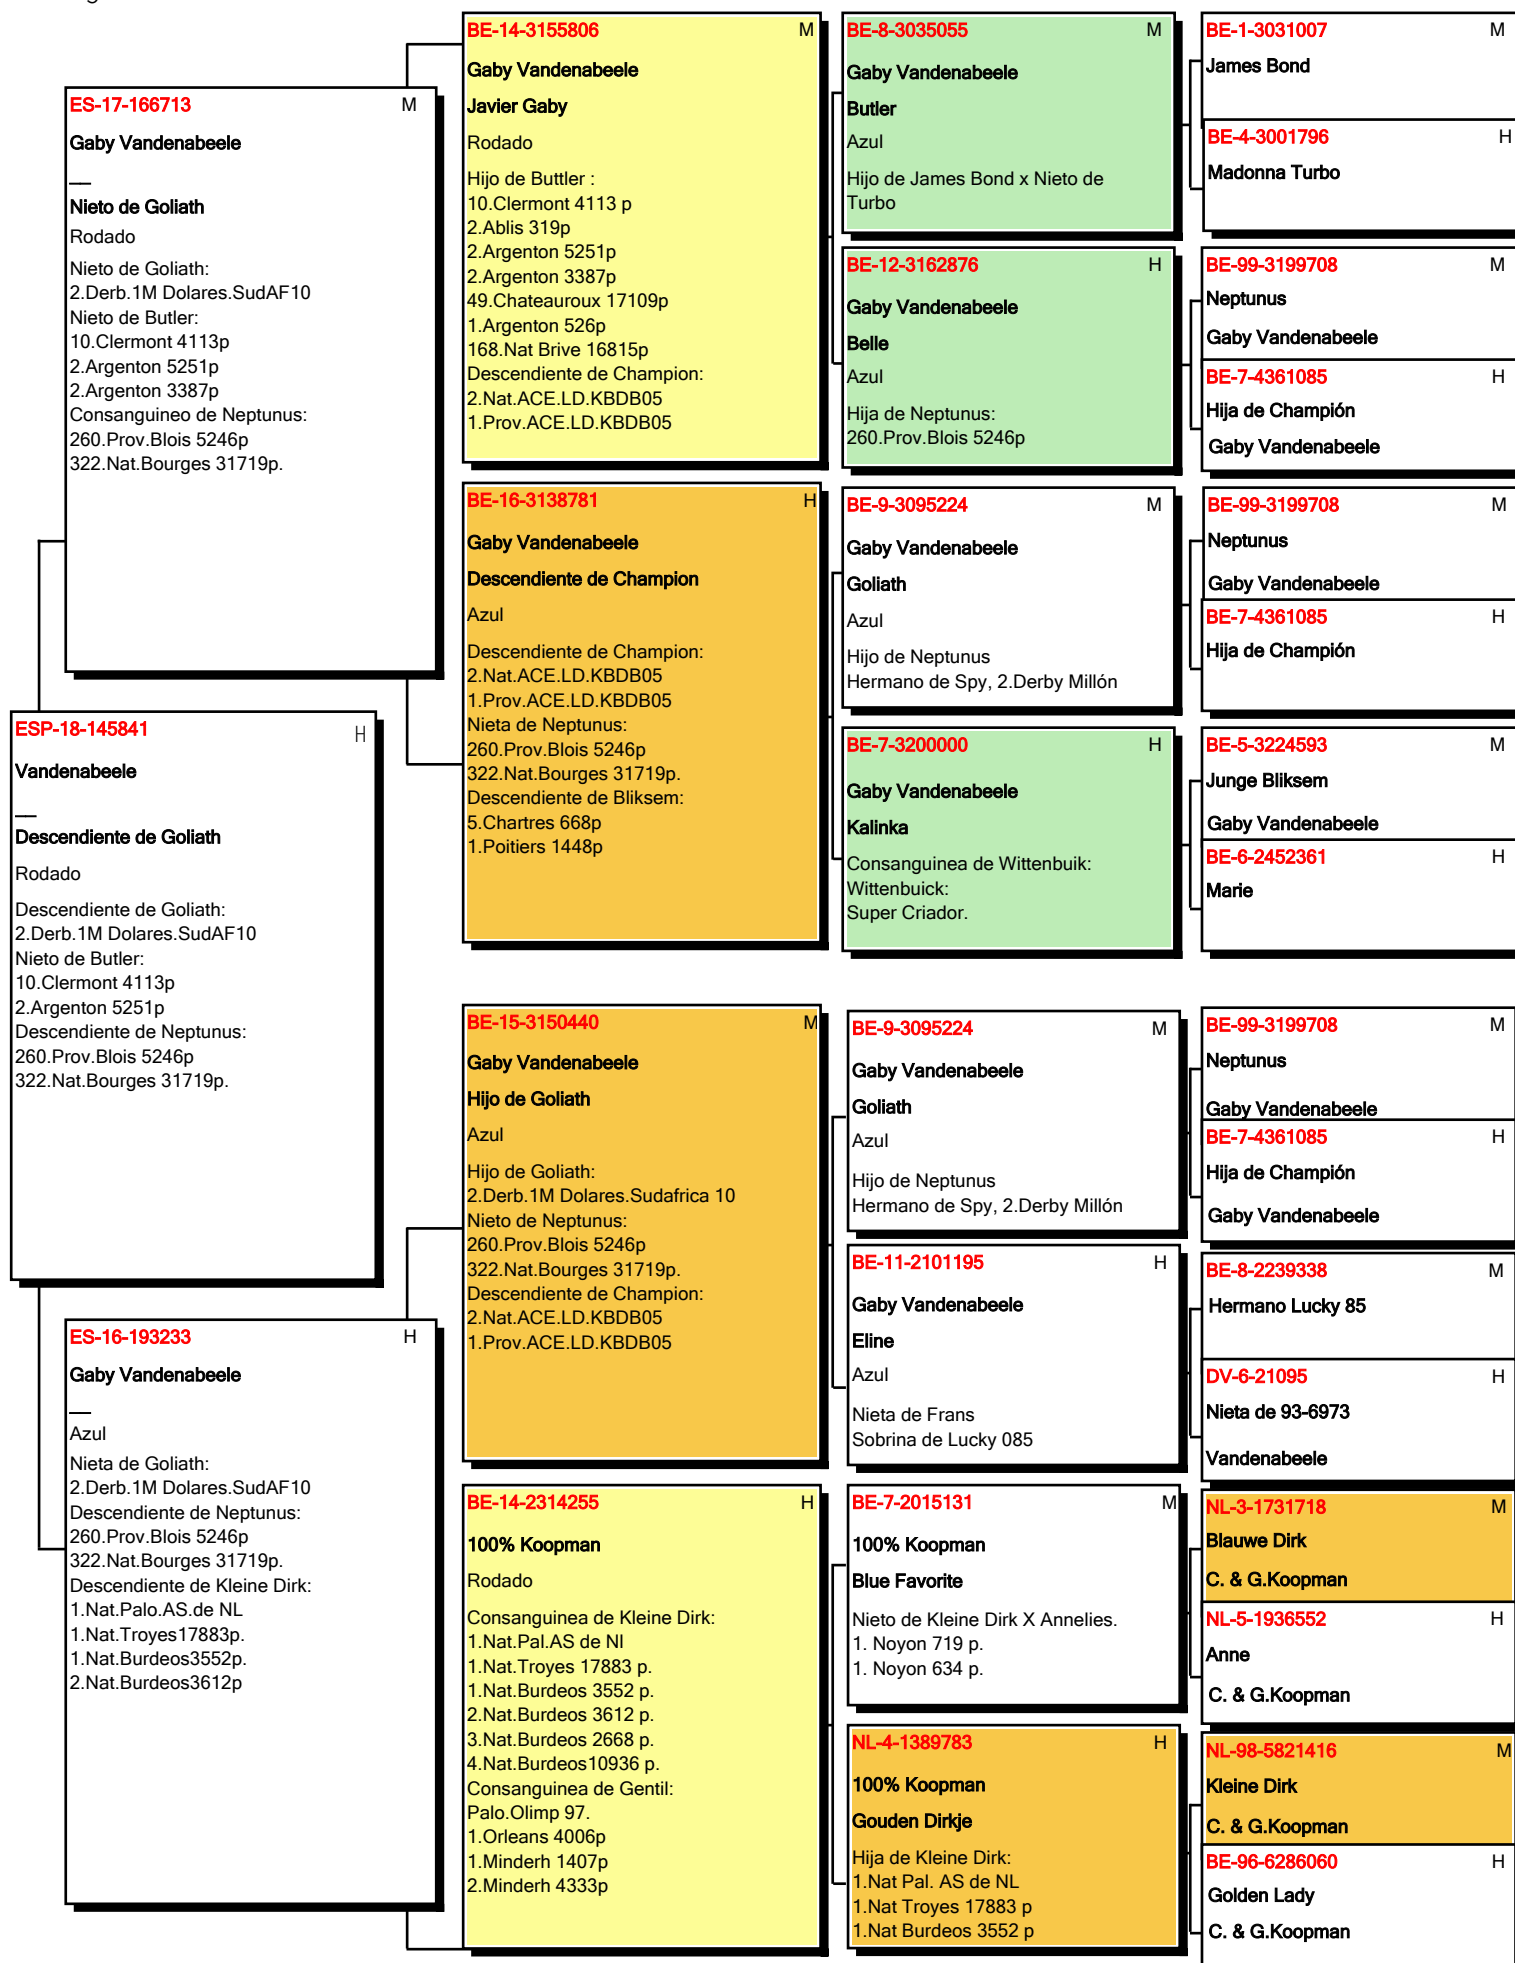 ESP-18-145841 H
Vandenabeele
__
Descendiente de Goliath
Rodado
Descendiente de Goliath:
2.Derb.1M Dolares.SudAF10
Nieto de Butler:
10.Clermont 4113p
2.Argenton 5251p
Descendiente de Neptunus:
260.Prov.Blois 5246p
322.Nat.Bourges 31719p.
ES-17-166713 M
Gaby Vandenabeele
__
Nieto de Goliath
Rodado
Nieto de Goliath:
2.Derb.1M Dolares.SudAF10
Nieto de Butler:
10.Clermont 4113p
2.Argenton 5251p
2.Argenton 3387p
Consanguineo de Neptunus:
260.Prov.Blois 5246p
322.Nat.Bourges 31719p.
ES-16-193233 H
Gaby Vandenabeele
__
Azul
Nieta de Goliath:
2.Derb.1M Dolares.SudAF10
Descendiente de Neptunus:
260.Prov.Blois 5246p
322.Nat.Bourges 31719p.
Descendiente de Kleine Dirk:
1.Nat.Palo.AS.de NL
1.Nat.Troyes17883p.
1.Nat.Burdeos3552p.
2.Nat.Burdeos3612p
BE-14-3155806 M
Gaby Vandenabeele
Javier Gaby
Rodado
Hijo de Buttler :
10.Clermont 4113 p
2.Ablis 319p
2.Argenton 5251p
2.Argenton 3387p
49.Chateauroux 17109p
1.Argenton 526p
168.Nat Brive 16815p
Descendiente de Champion:
2.Nat.ACE.LD.KBDB05
1.Prov.ACE.LD.KBDB05
BE-16-3138781 H
Gaby Vandenabeele
Descendiente de Champion
Azul
Descendiente de Champion:
2.Nat.ACE.LD.KBDB05
1.Prov.ACE.LD.KBDB05
Nieta de Neptunus:
260.Prov.Blois 5246p
322.Nat.Bourges 31719p.
Descendiente de Bliksem:
5.Chartres 668p
1.Poitiers 1448p
BE-15-3150440 M
Gaby Vandenabeele
Hijo de Goliath
Azul
Hijo de Goliath:
2.Derb.1M Dolares.Sudafrica 10
Nieto de Neptunus:
260.Prov.Blois 5246p
322.Nat.Bourges 31719p.
Descendiente de Champion:
2.Nat.ACE.LD.KBDB05
1.Prov.ACE.LD.KBDB05
BE-14-2314255 H
100% Koopman
Rodado
Consanguinea de Kleine Dirk:
1.Nat.Pal.AS de Nl
1.Nat.Troyes 17883 p.
1.Nat.Burdeos 3552 p.
2.Nat.Burdeos 3612 p.
3.Nat.Burdeos 2668 p.
4.Nat.Burdeos10936 p.
Consanguinea de Gentil:
Palo.Olimp 97.
1.Orleans 4006p
1.Minderh 1407p
2.Minderh 4333p
BE-8-3035055 M
Gaby Vandenabeele
Butler
Azul
Hijo de James Bond x Nieto de
Turbo
BE-12-3162876 H
Gaby Vandenabeele
Belle
Azul
Hija de Neptunus:
260.Prov.Blois 5246p
BE-9-3095224 M
Gaby Vandenabeele
Goliath
Azul
Hijo de Neptunus
Hermano de Spy, 2.Derby Millón
BE-7-3200000 H
Gaby Vandenabeele
Kalinka
Consanguinea de Wittenbuik:
Wittenbuick:
Super Criador.
BE-9-3095224 M
Gaby Vandenabeele
Goliath
Azul
Hijo de Neptunus
Hermano de Spy, 2.Derby Millón
BE-11-2101195 H
Gaby Vandenabeele
Eline
Azul
Nieta de Frans
Sobrina de Lucky 085
BE-7-2015131 M
100% Koopman
Blue Favorite
Nieto de Kleine Dirk X Annelies.
1. Noyon 719 p.
1. Noyon 634 p.
NL-4-1389783 H
100% Koopman
Gouden Dirkje
Hija de Kleine Dirk:
1.Nat Pal. AS de NL
1.Nat Troyes 17883 p
1.Nat Burdeos 3552 p
BE-1-3031007 M
James Bond
BE-4-3001796 H
Madonna Turbo
BE-99-3199708 M
Neptunus
Gaby Vandenabeele
BE-7-4361085 H
Hija de Champión
Gaby Vandenabeele
BE-99-3199708 M
Neptunus
Gaby Vandenabeele
BE-7-4361085 H
Hija de Champión
BE-5-3224593 M
Junge Bliksem
Gaby Vandenabeele
BE-6-2452361 H
Marie
BE-99-3199708 M
Neptunus
Gaby Vandenabeele
BE-7-4361085 H
Hija de Champión
Gaby Vandenabeele
BE-8-2239338 M
Hermano Lucky 85
DV-6-21095 H
Nieta de 93-6973
Vandenabeele
NL-3-1731718 M
Blauwe Dirk
C. & G.Koopman
NL-5-1936552 H
Anne
C. & G.Koopman
NL-98-5821416 M
Kleine Dirk
C. & G.Koopman
BE-96-6286060 H
Golden Lady
C. & G.Koopman